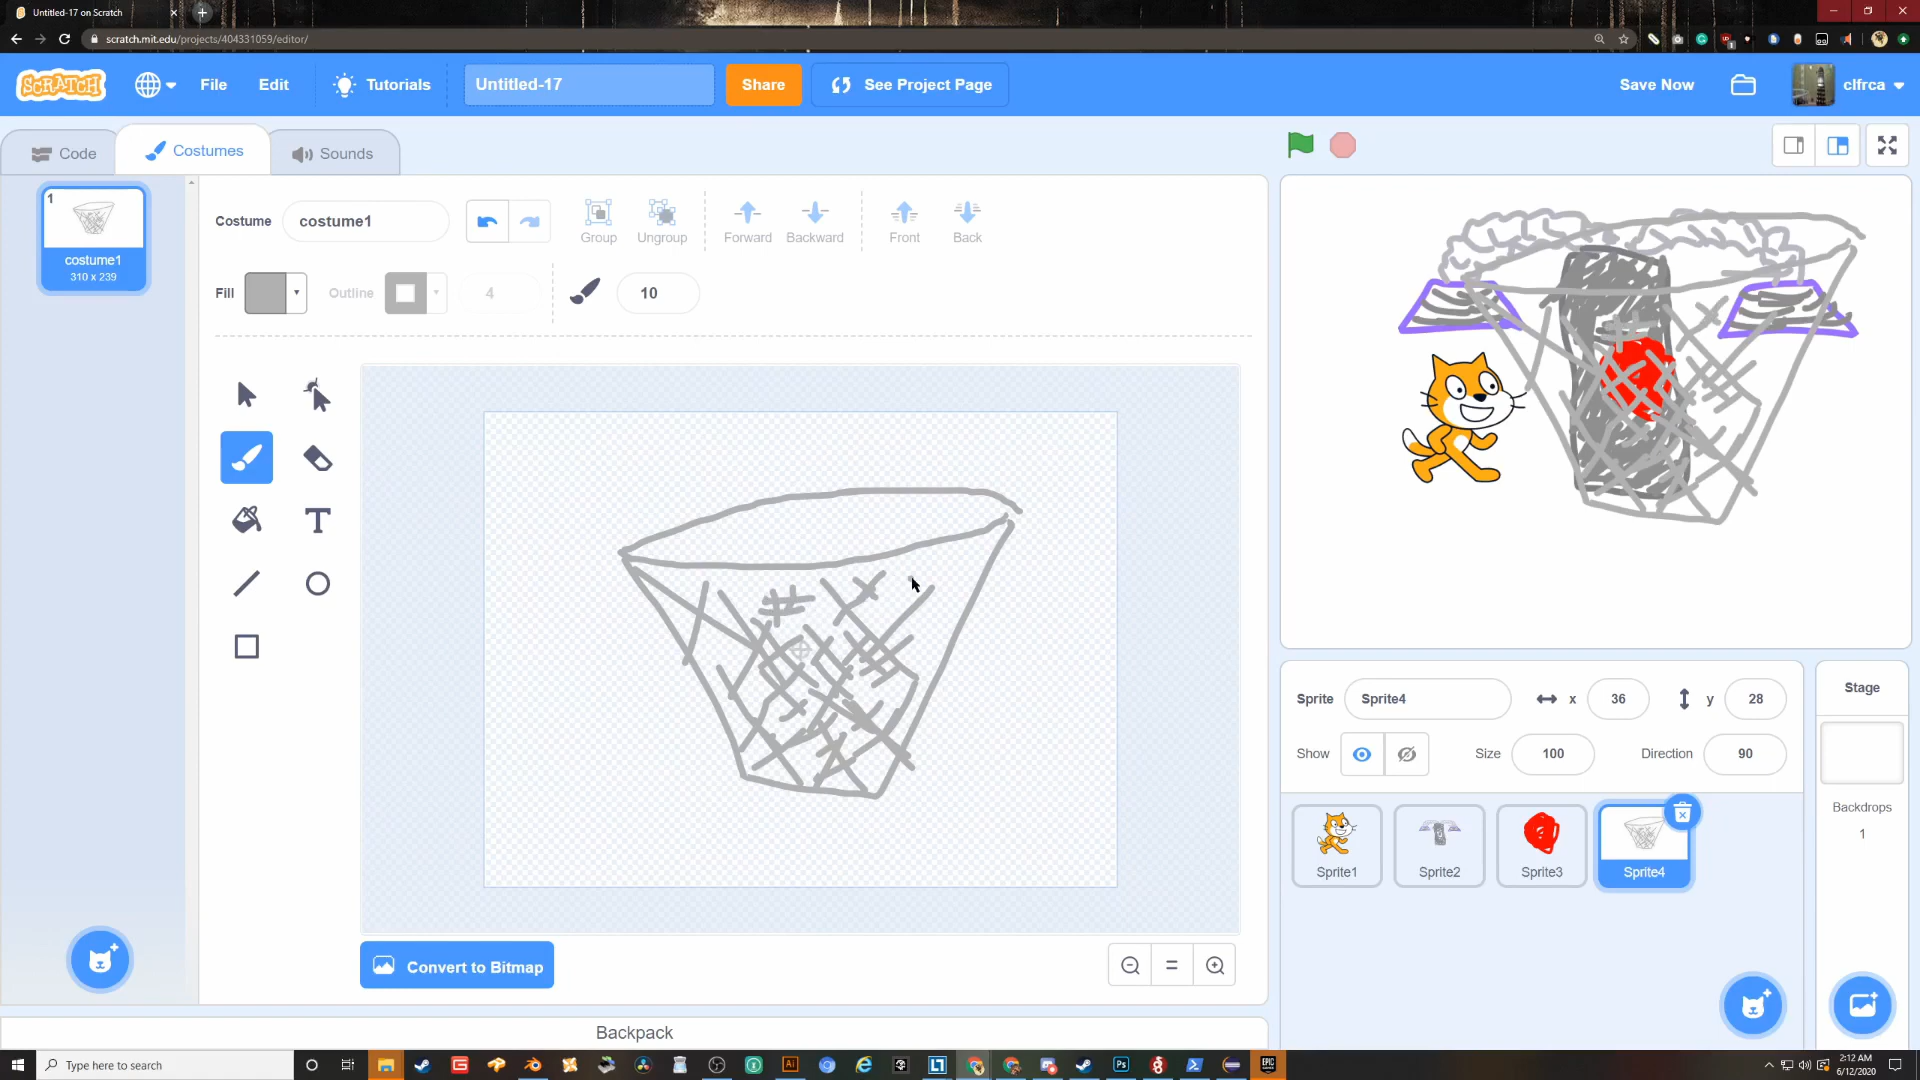 Untitled-17 on Scratch
scratch.mit.edu/projects/404331059/editor/
SCRATCH
File
Edit
Tutorials
Untitled-17
Share
See Project Page
Save Now
clfrca
Code
Costumes
Sounds
1
costume1
310 x 239
Costume
costume1
Group
Ungroup
Forward
Backward
Front
Back
Fill
Outline
4
10
T
Convert to Bitmap
Backpack
Sprite
Sprite4
x
36
y
28
Show
Size
100
Direction
90
Sprite1
Sprite2
Sprite3
Sprite4
Stage
Backdrops
1
Type here to search
Ai
Ps
EPIC
2:12 AM
6/12/2020